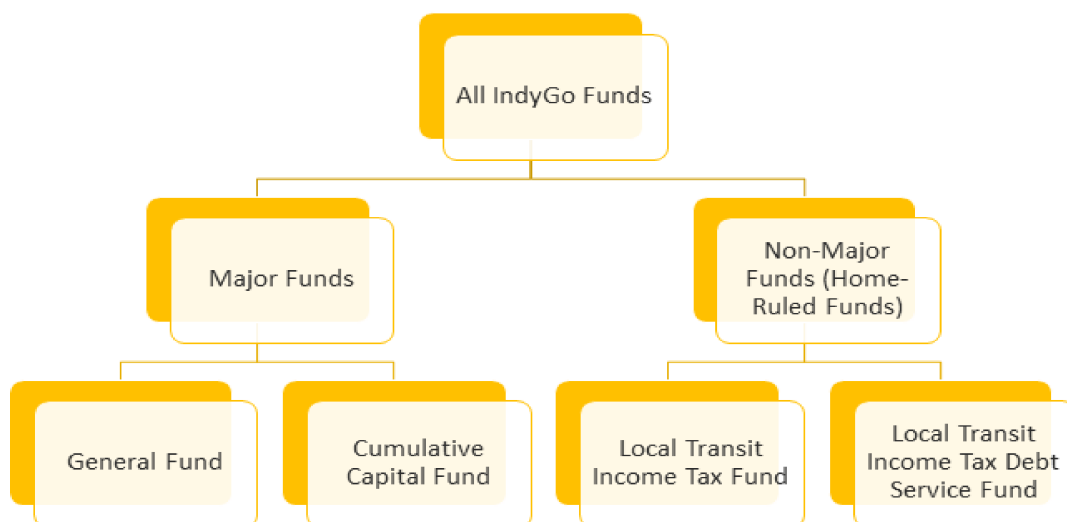 All IndyGo Funds
Major Funds
Non-Major
Funds (Home-
Ruled Funds)
General Fund
Cumulative
Capital Fund
Local Transit
Income Tax Fund
Local Transit
Income Tax Debt
Service Fund